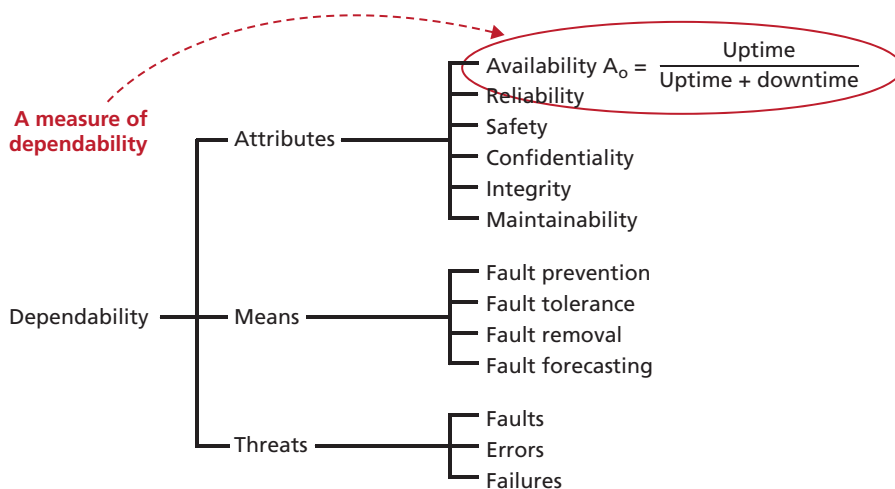 Availability Aₒ = Uptime
Uptime + downtime
Reliability
A measure of
dependability
Attributes
Safety
Confidentiality
Integrity
Maintainability
Dependability
Means
Fault prevention
Fault tolerance
Fault removal
Fault forecasting
Threats
Faults
Errors
Failures